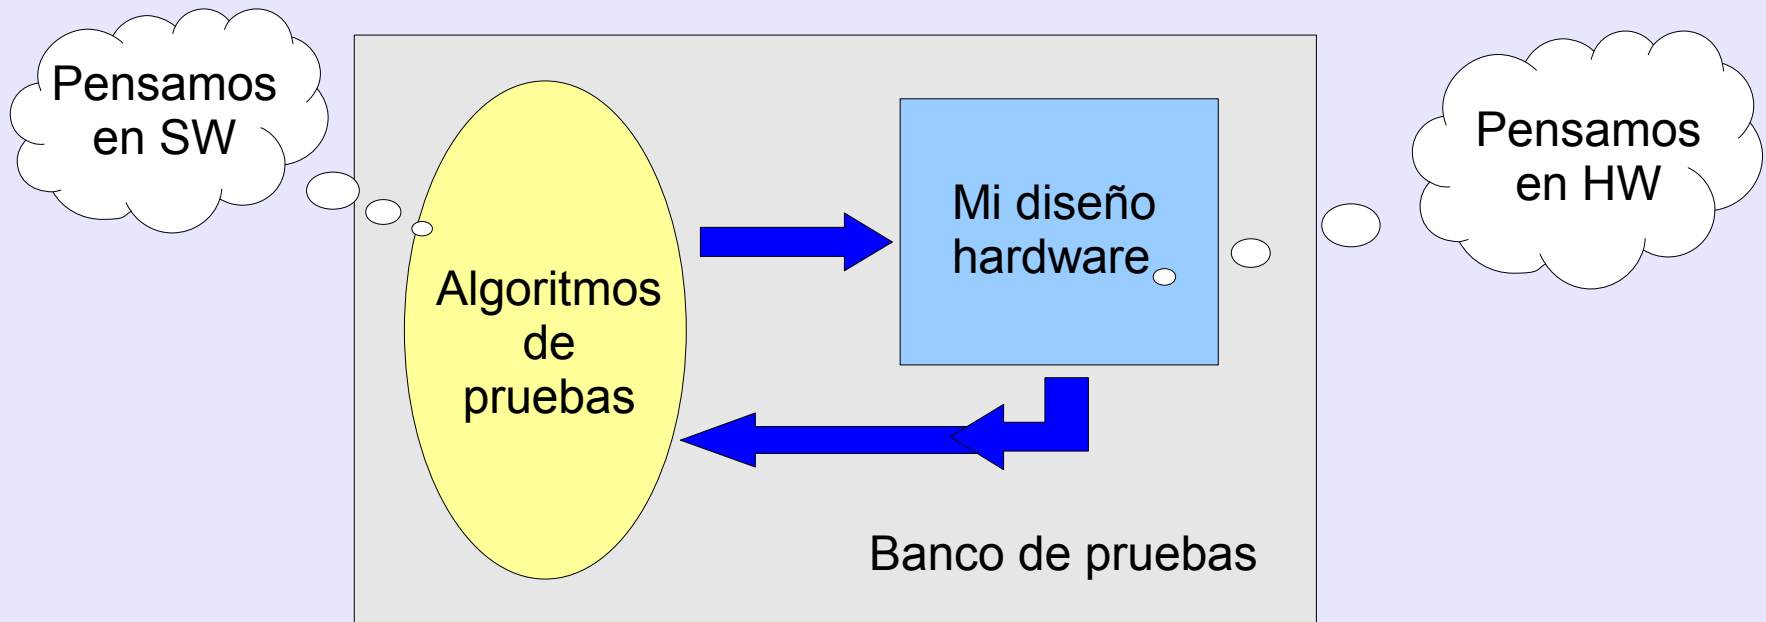 Pensamos
en SW
Algoritmos
de
pruebas
Mi diseño
hardware
Pensamos
en HW
Banco de pruebas